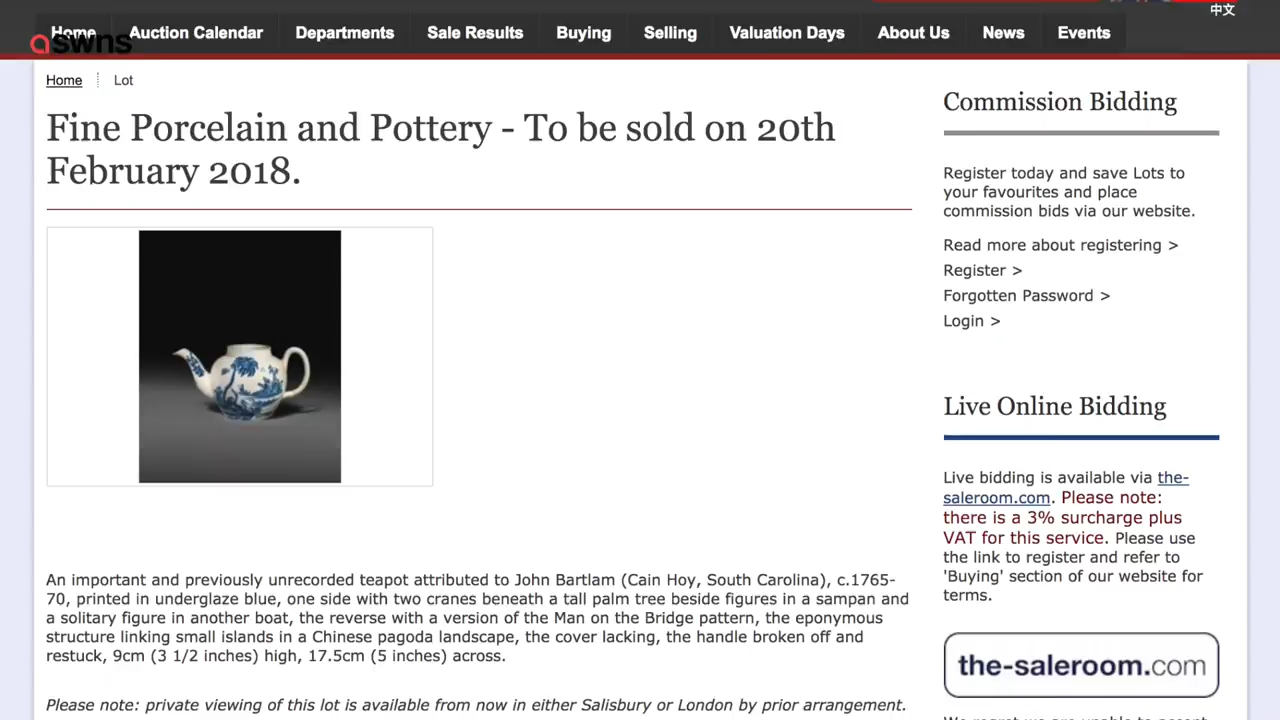 中文
Home Auction Calendar Departments Sale Results Buying Selling Valuation Days About Us News Events
swns
Home Lot
Fine Porcelain and Pottery - To be sold on 20th
February 2018.
An important and previously unrecorded teapot attributed to John Bartlam (Cain Hoy, South Carolina), c.1765-
70, printed in underglaze blue, one side with two cranes beneath a tall palm tree beside figures in a sampan and
a solitary figure in another boat, the reverse with a version of the Man on the Bridge pattern, the eponymous
structure linking small islands in a Chinese pagoda landscape, the cover lacking, the handle broken off and
restuck, 9cm (3 1/2 inches) high, 17.5cm (5 inches) across.
Please note: private viewing of this lot is available from now in either Salisbury or London by prior arrangement.
Commission Bidding
Register today and save Lots to
your favourites and place
commission bids via our website.
Read more about registering >
Register >
Forgotten Password >
Login >
Live Online Bidding
Live bidding is available via the-
saleroom.com. Please note:
there is a 3% surcharge plus
VAT for this service. Please use
the link to register and refer to
'Buying' section of our website for
terms.
the-saleroom.com